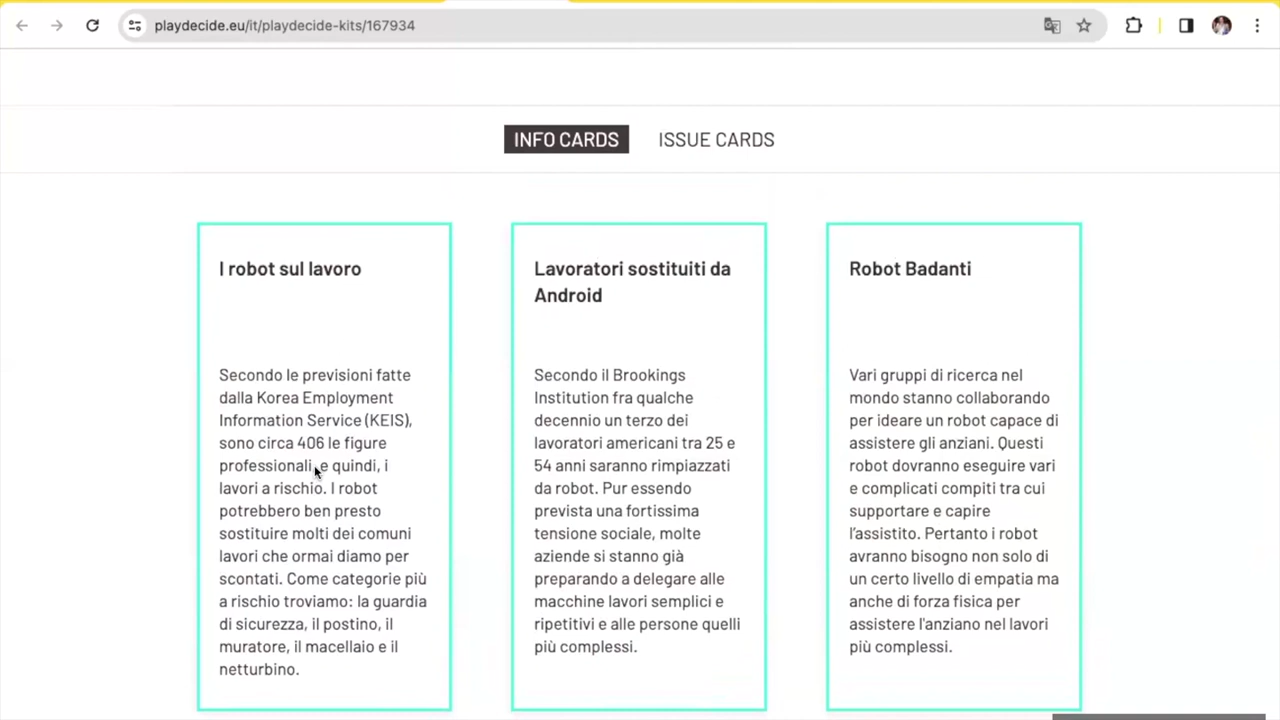 playdecide.eu/it/playdecide-kits/167934
INFO CARDS
ISSUE CARDS
I robot sul lavoro
Secondo le previsioni fatte
dalla Korea Employment
Information Service (KEIS),
sono circa 406 le figure
professionali, e quindi, i
lavori a rischio. I robot
potrebbero ben presto
sostituire molti dei comuni
lavori che ormai diamo per
scontati. Come categorie più
a rischio troviamo: la guardia
di sicurezza, il postino, il
muratore, il macellaio e il
netturbino.
Lavoratori sostituiti da
Android
Secondo il Brookings
Institution fra qualche
decennio un terzo dei
lavoratori americani tra 25 e
54 anni saranno rimpiazzati
da robot. Pur essendo
prevista una fortissima
tensione sociale, molte
aziende si stanno già
preparando a delegare alle
macchine lavori semplici e
ripetitivi e alle persone quelli
più complessi.
Robot Badanti
Vari gruppi di ricerca nel
mondo stanno collaborando
per ideare un robot capace di
assistere gli anziani. Questi
robot dovranno eseguire vari
e complicati compiti tra cui
supportare e capire
l'assistito. Pertanto i robot
avranno bisogno non solo di
un certo livello di empatia ma
anche di forza fisica per
assistere l'anziano nel lavori
più complessi.